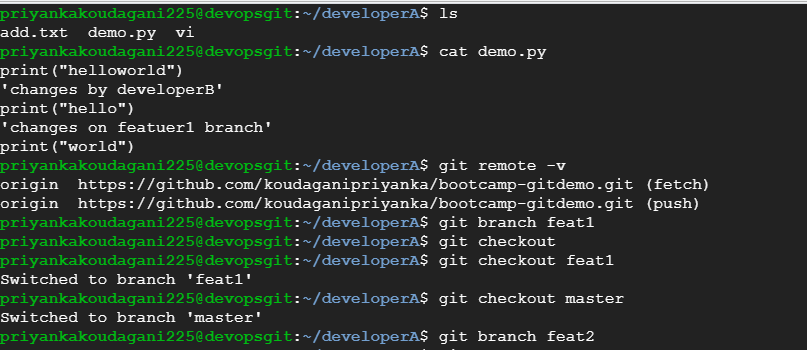 priyankakoudagani225@devopsgit:~/developerA$ ls
add.txt  demo.py  vi
priyankakoudagani225@devopsgit:~/developerA$ cat demo.py
print("helloworld")
'changes by developerB'
print("hello")
'changes on featuer1 branch'
print("world")
priyankakoudagani225@devopsgit:~/developerA$ git remote -v
origin  https://github.com/koudaganipriyanka/bootcamp-gitdemo.git (fetch)
origin  https://github.com/koudaganipriyanka/bootcamp-gitdemo.git (push)
priyankakoudagani225@devopsgit:~/developerA$ git branch feat1
priyankakoudagani225@devopsgit:~/developerA$ git checkout
priyankakoudagani225@devopsgit:~/developerA$ git checkout feat1
Switched to branch 'feat1'
priyankakoudagani225@devopsgit:~/developerA$ git checkout master
Switched to branch 'master'
priyankakoudagani225@devopsgit:~/developerA$ git branch feat2